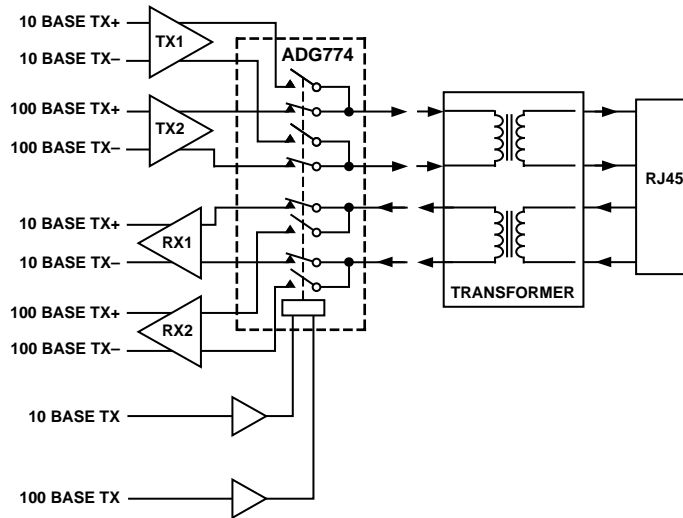 10 BASE TX+
TX1
10 BASE TX–
ADG774
100 BASE TX+
TX2
100 BASE TX–
RJ45
10 BASE TX+
RX1
10 BASE TX–
TRANSFORMER
100 BASE TX+
RX2
100 BASE TX–
10 BASE TX
100 BASE TX